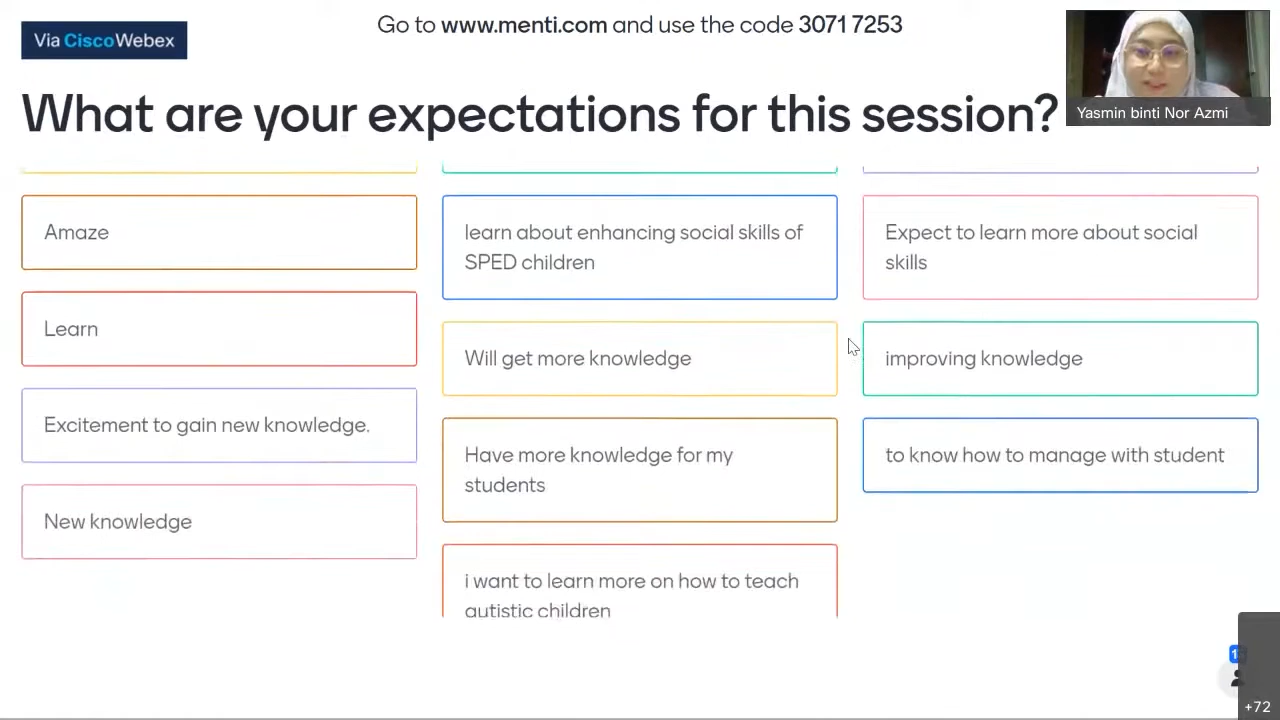 Go to www.menti.com and use the code 3071 7253
Via CiscoWebex
What are your expectations for this session?
Yasmin binti Nor Azmi
Amaze
Learn
Excitement to gain new knowledge.
New knowledge
learn about enhancing social skills of
SPED children
Will get more knowledge
Have more knowledge for my
students
i want to learn more on how to teach
autistic children
Expect to learn more about social
skills
improving knowledge
to know how to manage with student
+72